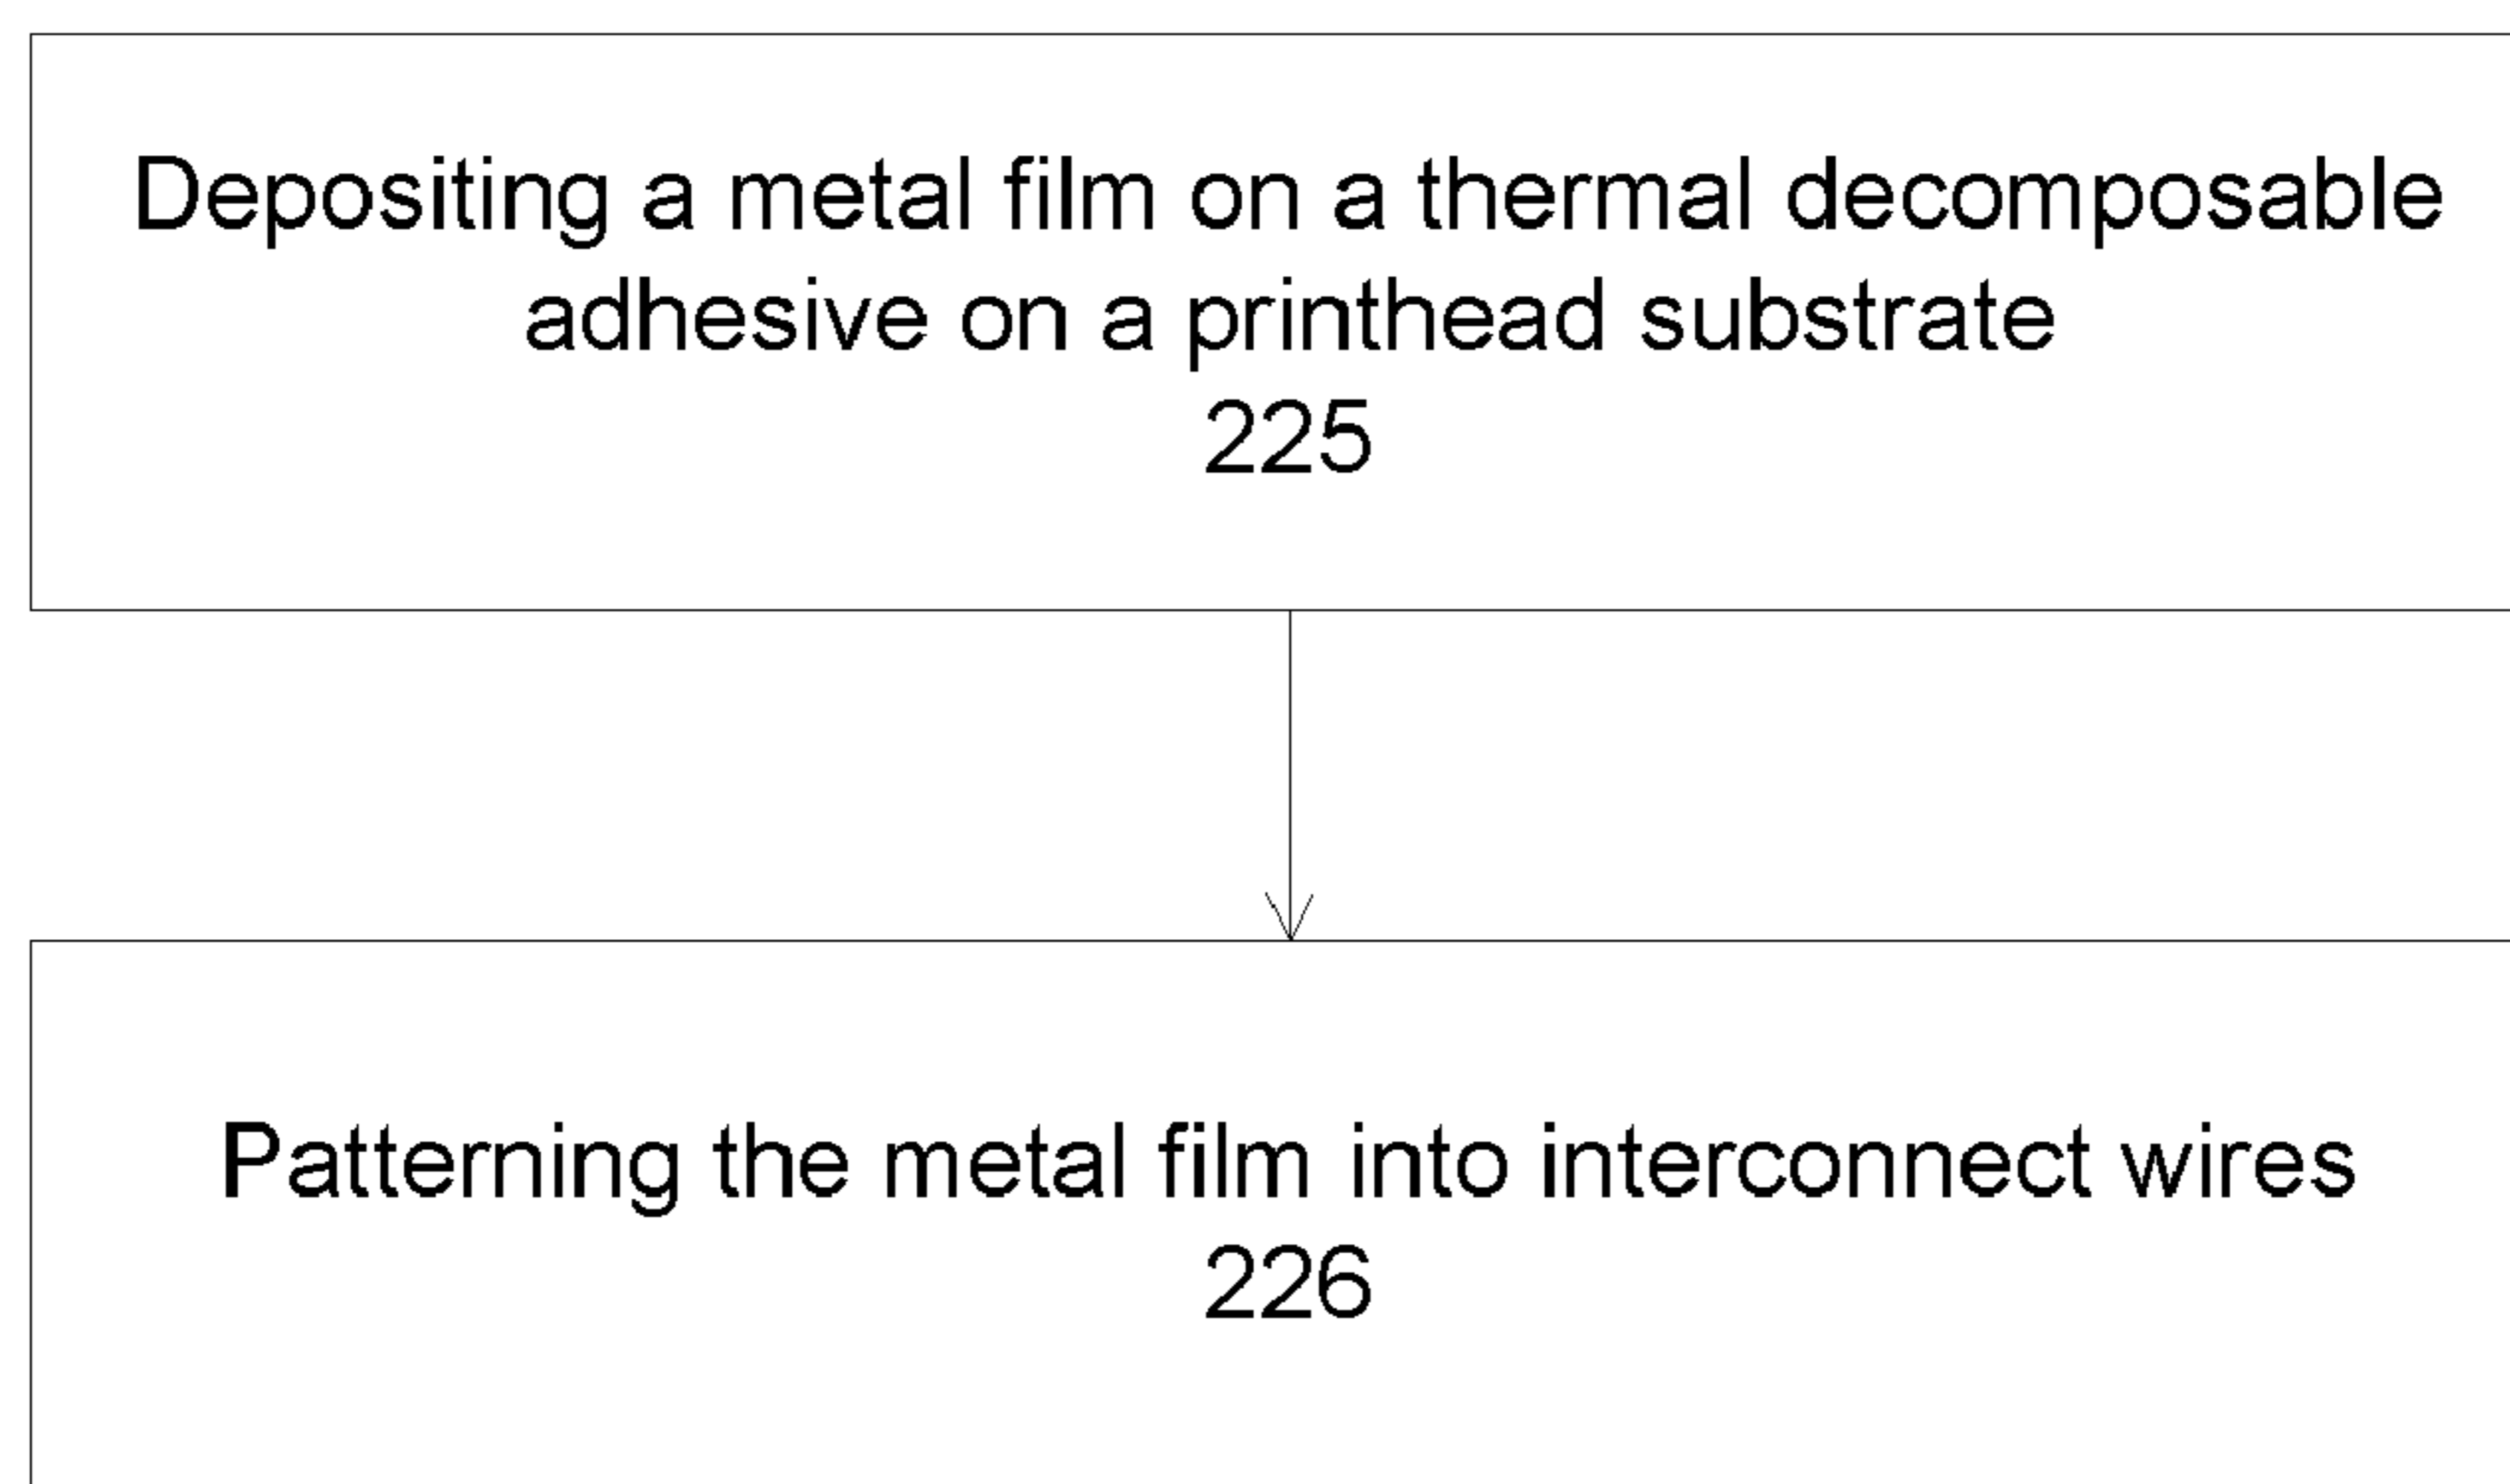 Depositing a metal film on a thermal decomposable
adhesive on a printhead substrate
225
Patterning the metal film into interconnect wires
226